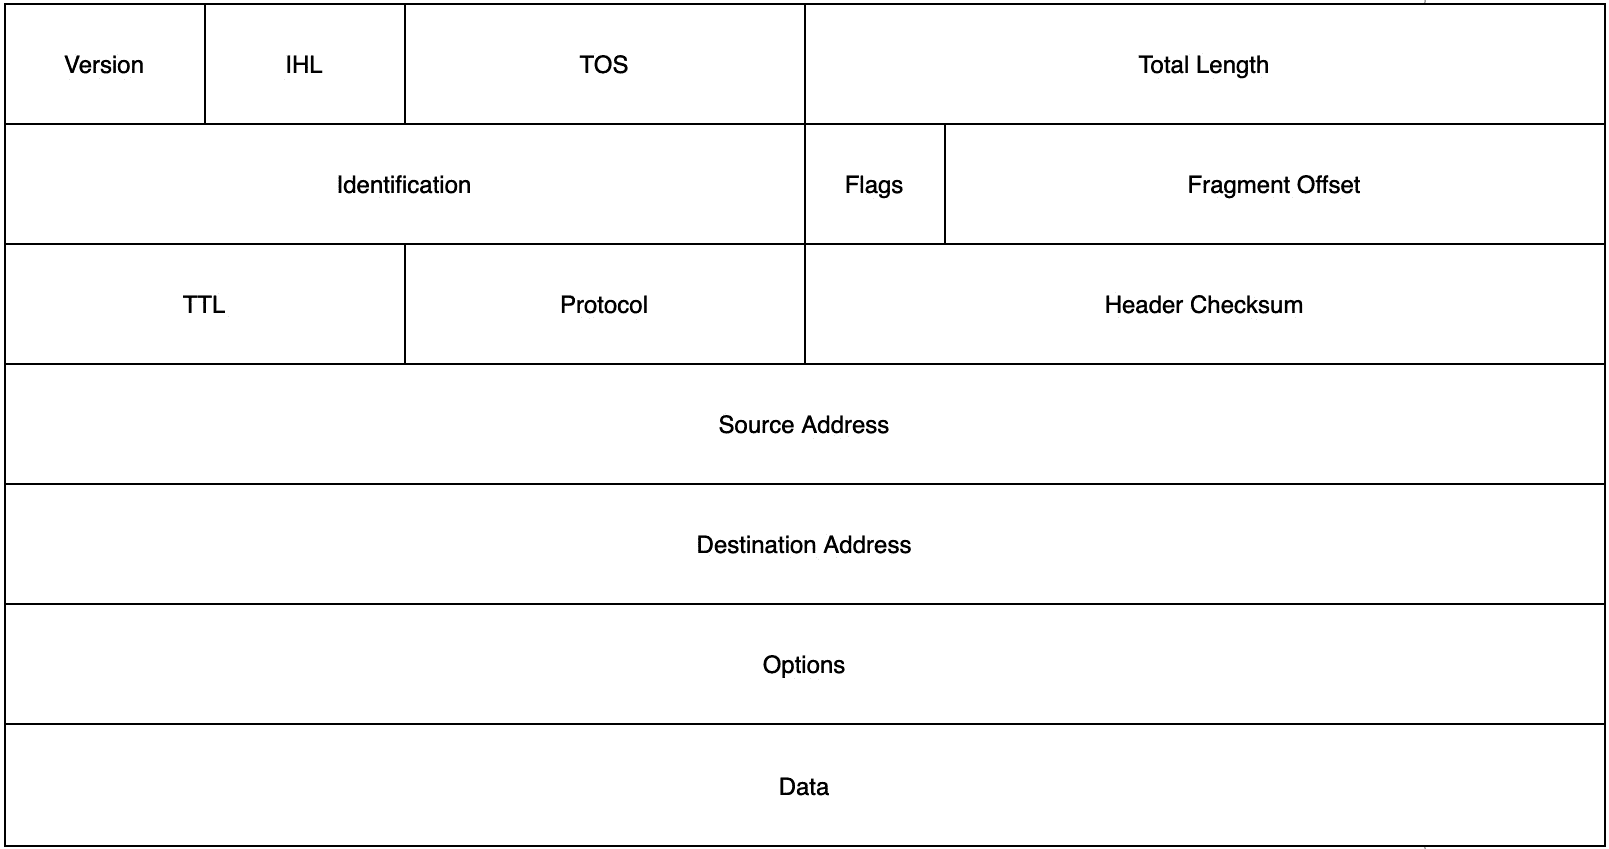 Version
IHL
TOS
Total Length
Identification
Flags
Fragment Offset
TTL
Protocol
Header Checksum
Source Address
Destination Address
Options
Data